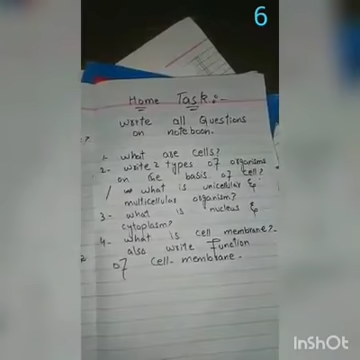 6
Home Task:-
write all Questions
on notebook.
1- what are cells?
2- write 2 types of organisms
on the basis of cell?
/ what is unicellular &
multicellular organism?
3- what is nucleus &
cytoplasm?
4- what is cell membrane?
also write function
of cell-membrane.
InShOt